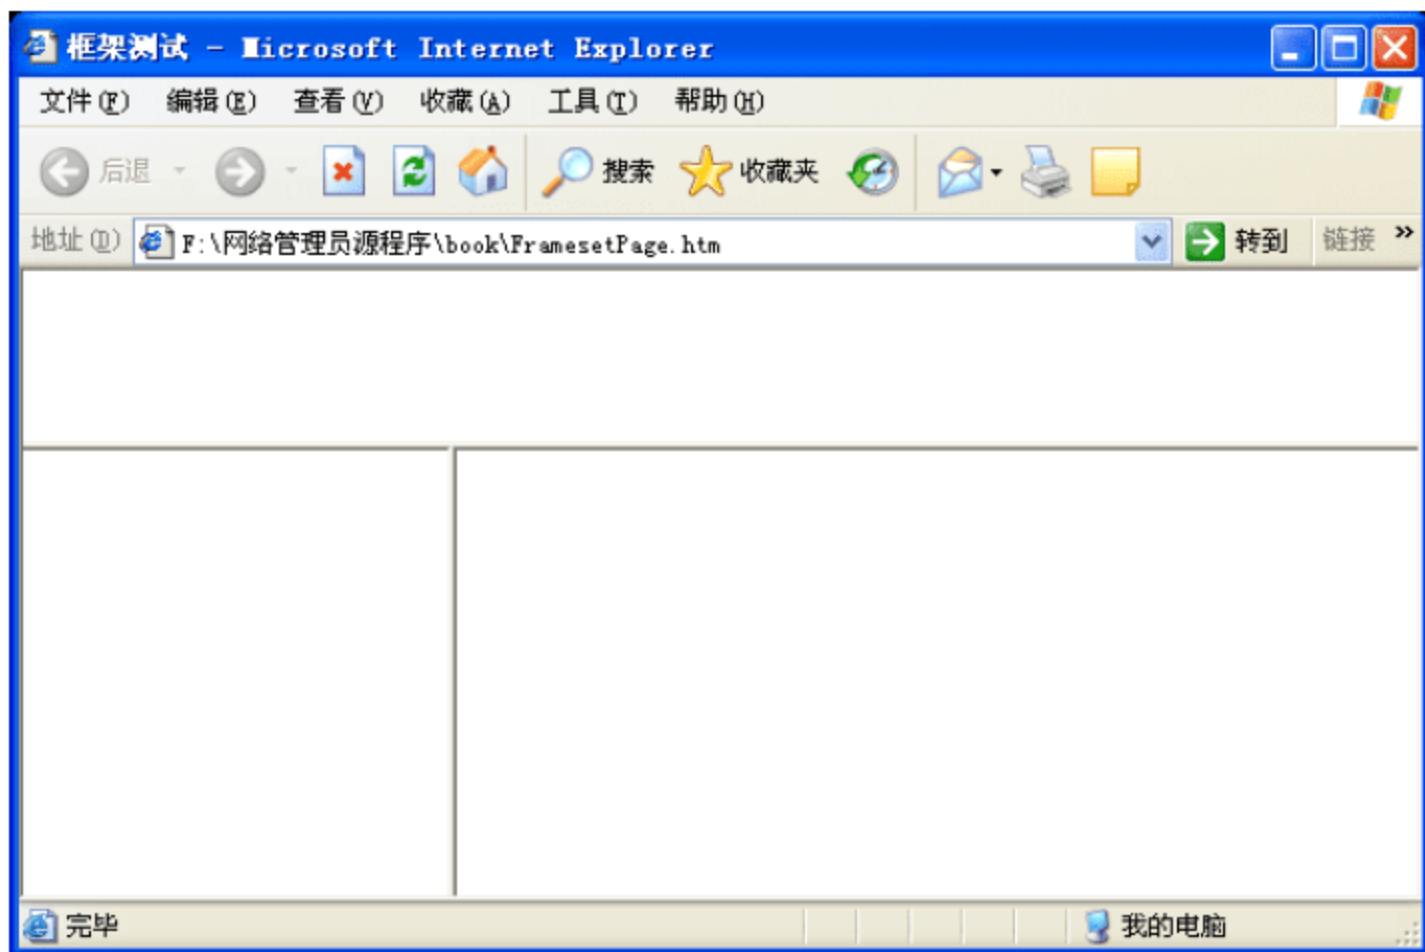 框架测试 - Microsoft Internet Explorer
文件(F) 编辑(E) 查看(V) 收藏(A) 工具(T) 帮助(H)
后退 搜索 收藏夹
地址(D) F:\网络管理员源程序\book\FramesetPage.htm 转到 链接 »
完毕 我的电脑